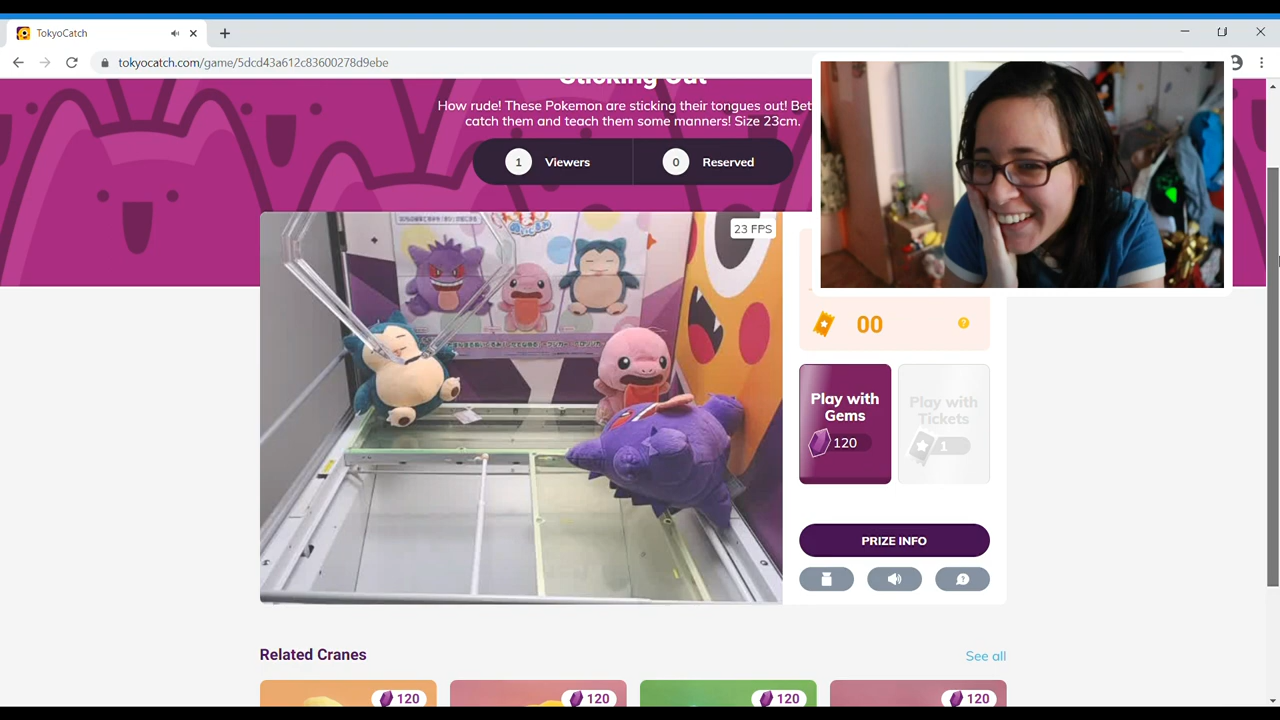 TokyoCatch
tokyocatch.com/game/5dcd43a612c83600278d9ebe
Sticking Out
How rude! These Pokemon are sticking their tongues out! Bet
catch them and teach them some manners! Size 23cm.
1 Viewers
0 Reserved
23 FPS
00
?
Play with
Gems
120
Play with
Tickets
1
PRIZE INFO
Related Cranes
See all
120
120
120
120